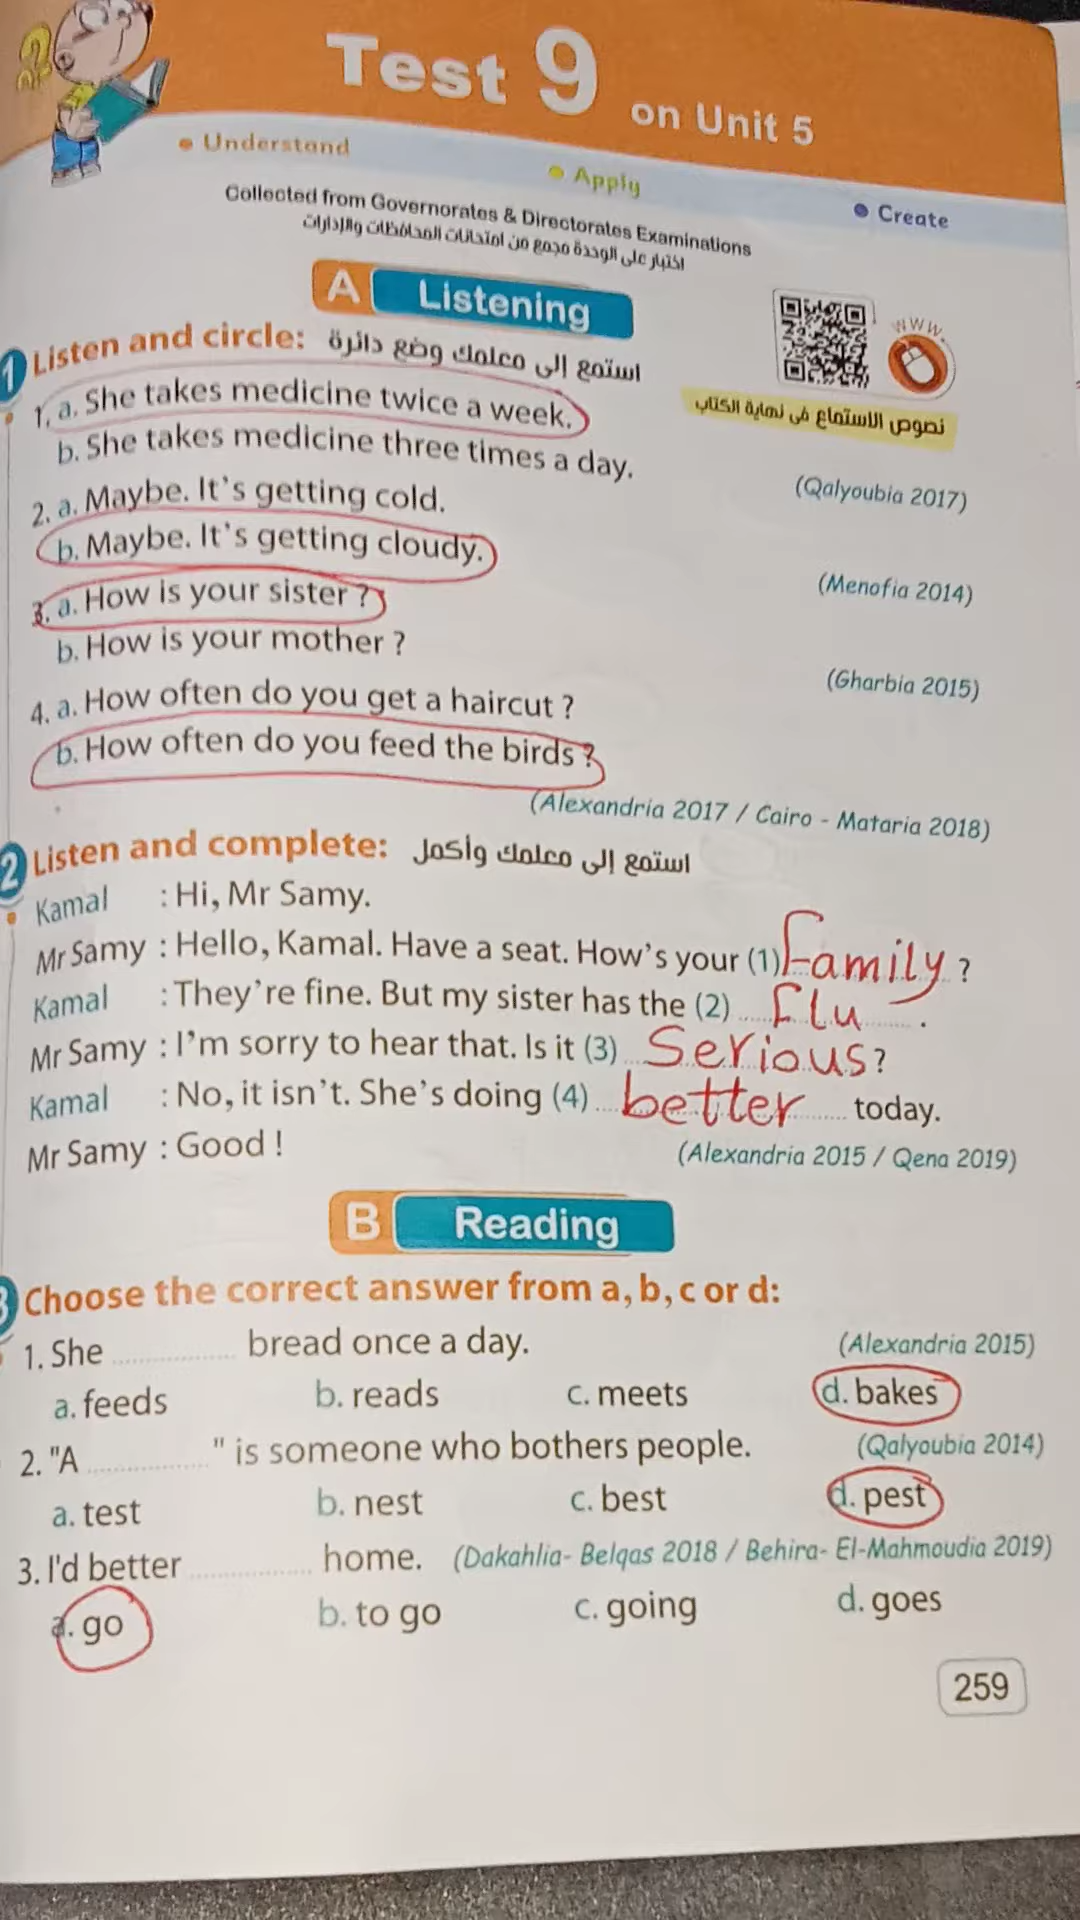 Test 9 on Unit 5
Understand
Apply
Create
Collected from Governorates & Directorates Examinations
اختبار على الوحدة مجمع من امتحانات المحافظات والإدارات
A Listening
WWW.
1 Listen and circle: استمع إلى معلمك وضع دائرة
نصوص الاستماع فى نهاية الكتاب
1. a. She takes medicine twice a week.
b. She takes medicine three times a day.
(Qalyoubia 2017)
2. a. Maybe. It's getting cold.
b. Maybe. It's getting cloudy.
(Menofia 2014)
3. a. How is your sister ?
b. How is your mother ?
(Gharbia 2015)
4. a. How often do you get a haircut ?
b. How often do you feed the birds ?
(Alexandria 2017 / Cairo - Mataria 2018)
2 Listen and complete: استمع إلى معلمك وأكمل
Kamal : Hi, Mr Samy.
Mr Samy : Hello, Kamal. Have a seat. How's your (1) Family ?
Kamal : They're fine. But my sister has the (2) Flu .
Mr Samy : I'm sorry to hear that. Is it (3) Serious ?
Kamal : No, it isn't. She's doing (4) better today.
Mr Samy : Good !
(Alexandria 2015 / Qena 2019)
B Reading
3 Choose the correct answer from a, b, c or d:
1. She ............ bread once a day. (Alexandria 2015)
a. feeds b. reads c. meets d. bakes
2. "A ............ " is someone who bothers people. (Qalyoubia 2014)
a. test b. nest c. best d. pest
3. I'd better ............ home. (Dakahlia- Belqas 2018 / Behira- El-Mahmoudia 2019)
a. go b. to go c. going d. goes
259